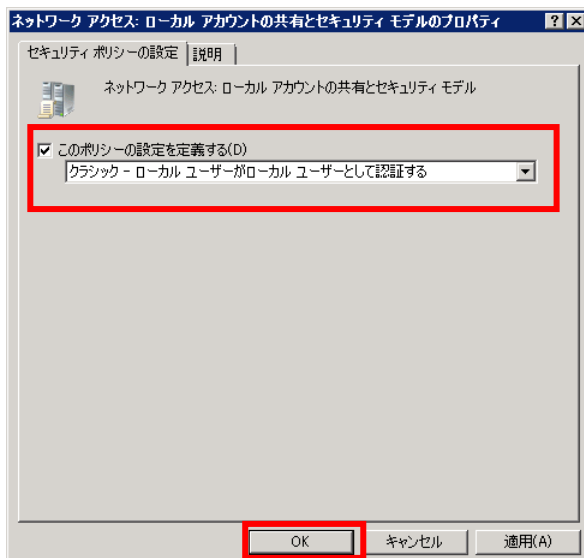 ネットワーク アクセス: ローカル アカウントの共有とセキュリティ モデルのプロパティ
セキュリティ ポリシーの設定 説明
ネットワーク アクセス: ローカル アカウントの共有とセキュリティ モデル
このポリシーの設定を定義する(D)
クラシック - ローカル ユーザーがローカル ユーザーとして認証する
OK キャンセル 適用(A)